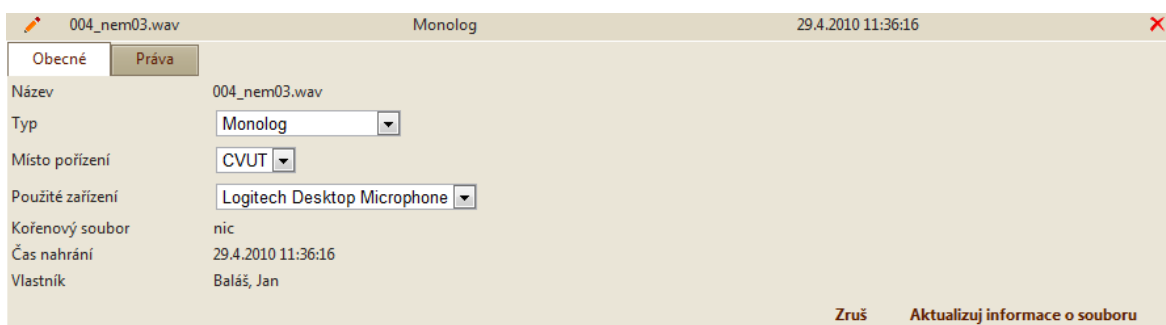 004_nem03.wav Monolog 29.4.2010 11:36:16
Obecné Práva
Název 004_nem03.wav
Typ Monolog
Místo pořízení CVUT
Použité zařízení Logitech Desktop Microphone
Kořenový soubor nic
Čas nahrání 29.4.2010 11:36:16
Vlastník Baláš, Jan
Zruš Aktualizuj informace o souboru